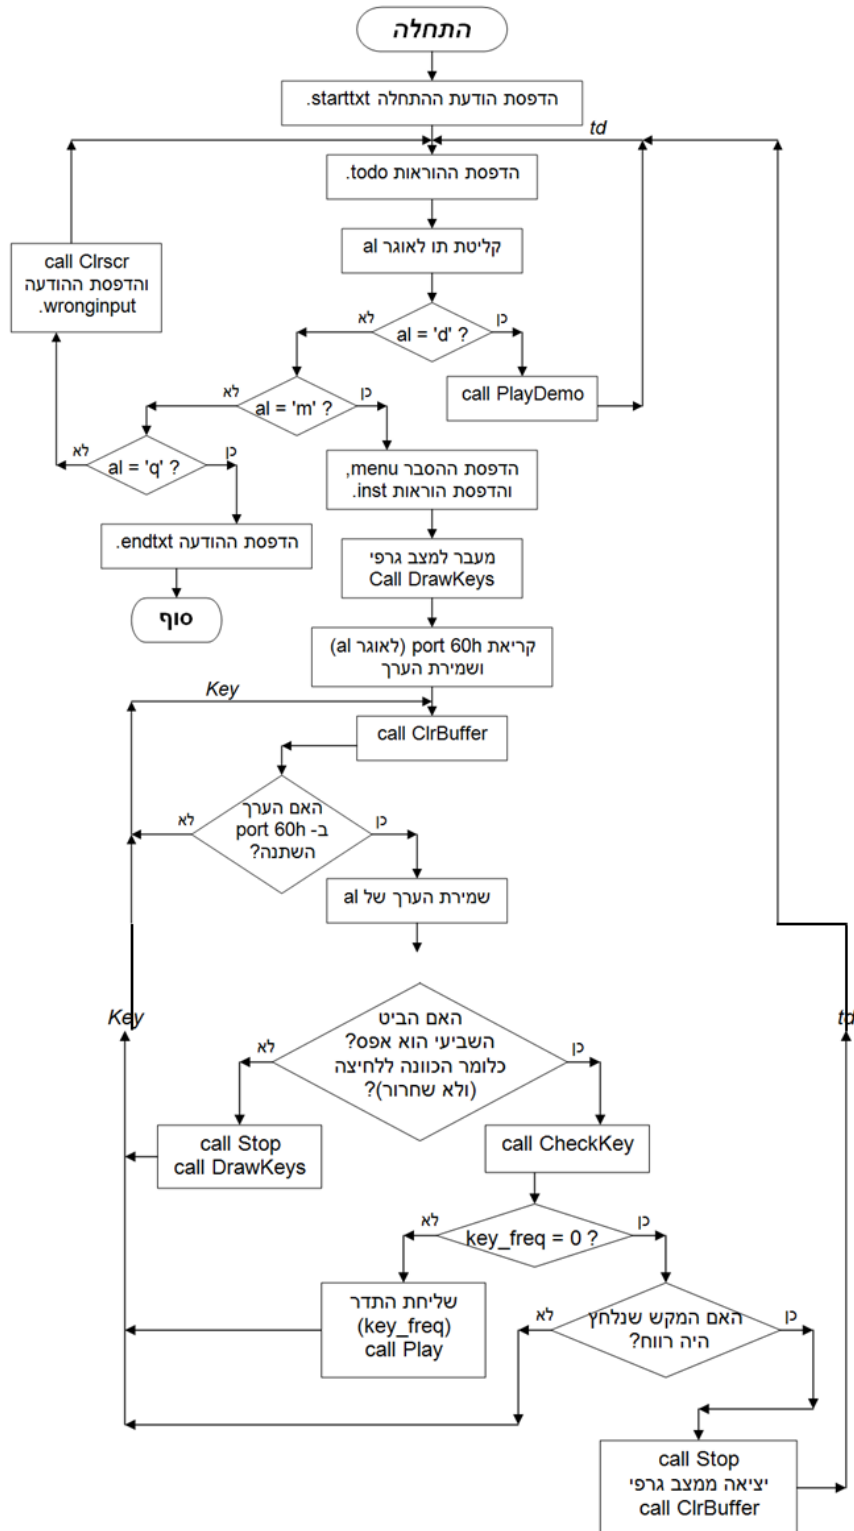 התחלה
הדפסת הודעת ההתחלה starttxt.
td
הדפסת ההוראות todo.
קליטת תו לאוגר al
call Clrscr
והדפסת ההודעה
wronginput.
לא
כן
al = 'd' ?
call PlayDemo
לא
כן
al = 'm' ?
לא
כן
al = 'q' ?
הדפסת ההסבר menu,
והדפסת הוראות inst.
הדפסת ההודעה endtxt.
מעבר למצב גרפי
Call DrawKeys
סוף
קריאת port 60h (לאוגר al)
ושמירת הערך
Key
call ClrBuffer
האם הערך
ב- port 60h
השתנה?
לא
כן
שמירת הערך של al
Key
td
האם הביט
השביעי הוא אפס?
כלומר הכוונה ללחיצה
(ולא שחרור)?
לא
כן
call Stop
call DrawKeys
call CheckKey
לא
כן
key_freq = 0 ?
שליחת התדר
(key_freq)
call Play
האם המקש שנלחץ
היה רווח?
לא
כן
call Stop
יציאה ממצב גרפי
call ClrBuffer